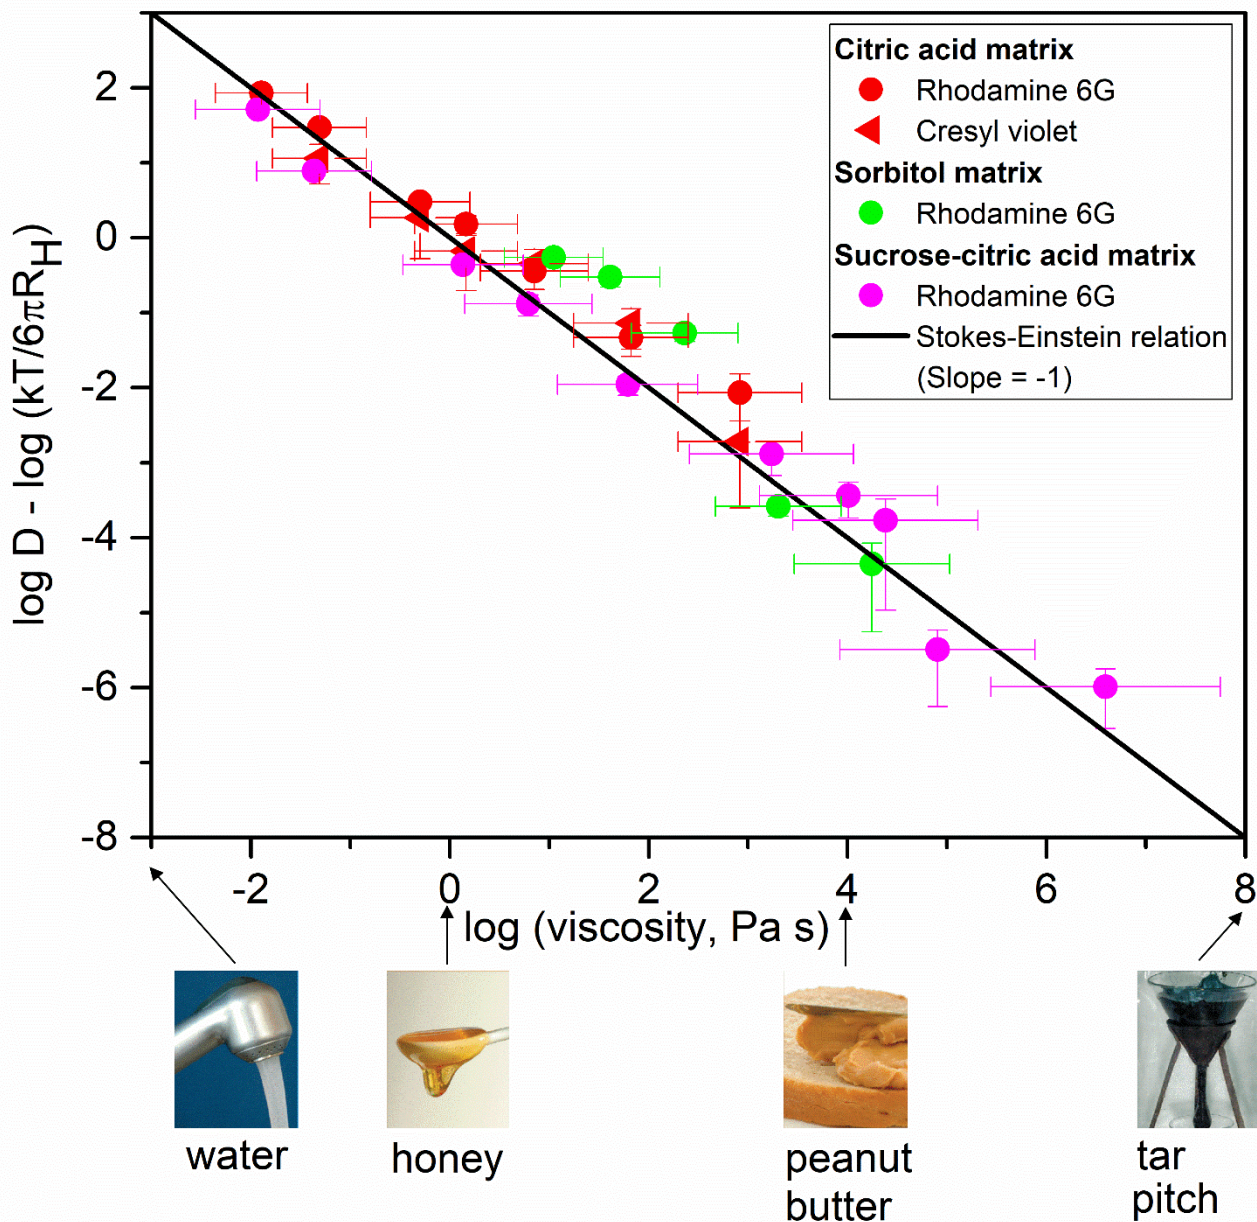 log D - log (kT/6πR_H)
2
0
-2
-4
-6
-8
Citric acid matrix
Rhodamine 6G
Cresyl violet
Sorbitol matrix
Rhodamine 6G
Sucrose-citric acid matrix
Rhodamine 6G
Stokes-Einstein relation
(Slope = -1)
-2 0 2 4 6 8
log (viscosity, Pa s)
water
honey
peanut
butter
tar
pitch